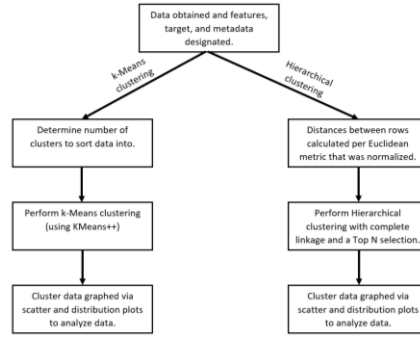 Data obtained and features,
target, and metadata
designated.
k-Means
clustering
Hierarchical
clustering
Determine number of
clusters to sort data into.
Distances between rows
calculated per Euclidean
metric that was normalized.
Perform k-Means clustering
(using KMeans++)
Perform Hierarchical
clustering with complete
linkage and a Top N selection.
Cluster data graphed via
scatter and distribution plots
to analyze data.
Cluster data graphed via
scatter and distribution plots
to analyze data.